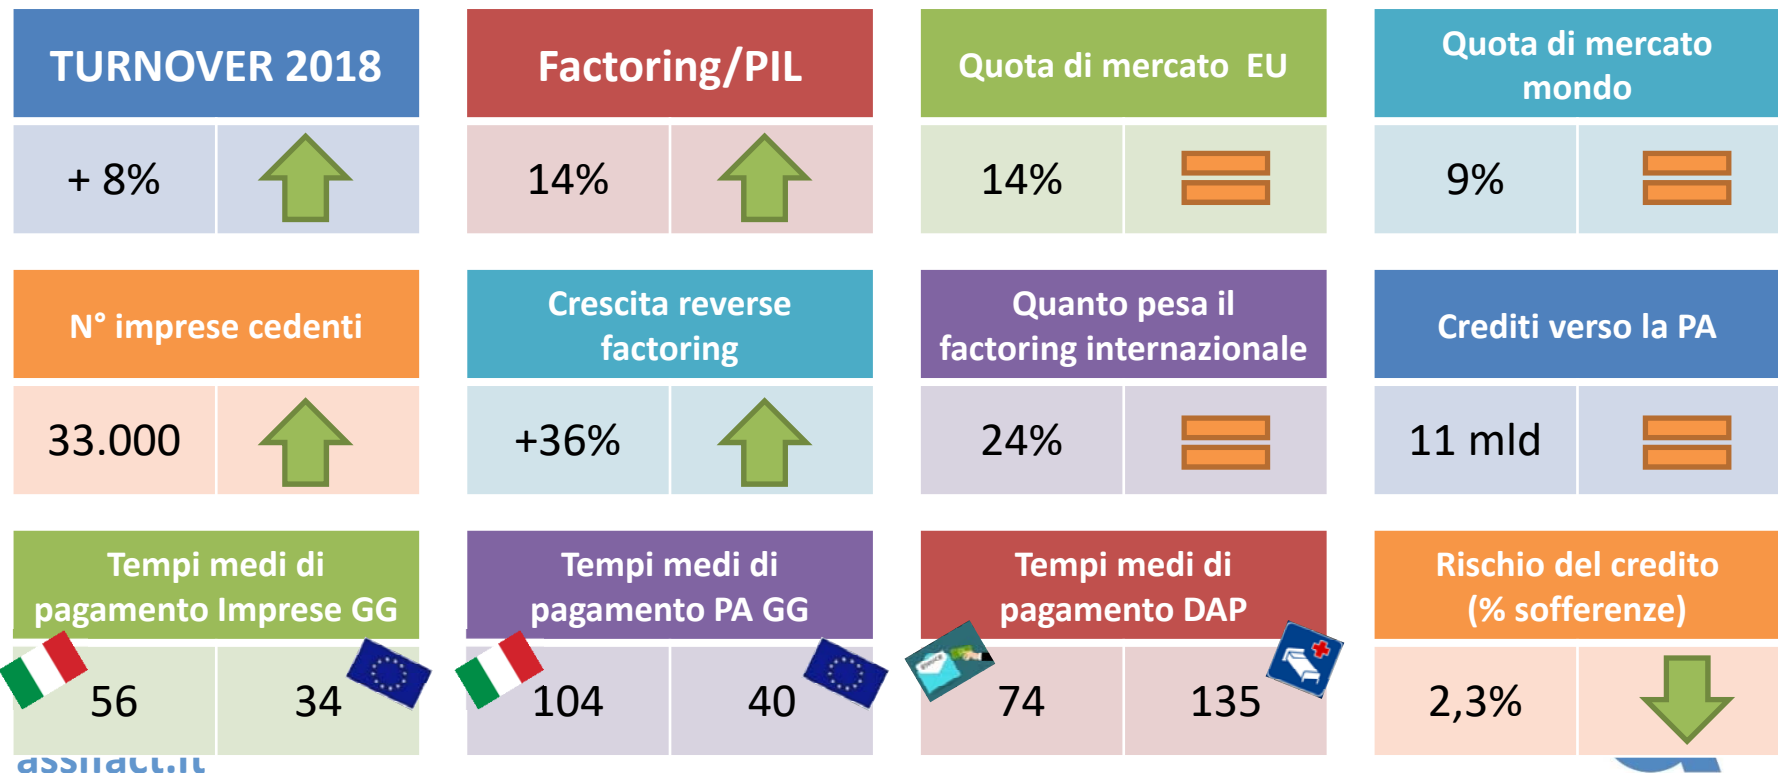 TURNOVER 2018
+ 8%
Factoring/PIL
14%
Quota di mercato EU
14%
Quota di mercato
mondo
9%
N° imprese cedenti
33.000
Crescita reverse
factoring
+36%
Quanto pesa il
factoring internazionale
24%
Crediti verso la PA
11 mld
Tempi medi di
pagamento Imprese GG
56
34
Tempi medi di
pagamento PA GG
104
40
Tempi medi di
pagamento DAP
74
135
Rischio del credito
(% sofferenze)
2,3%
assifact.it